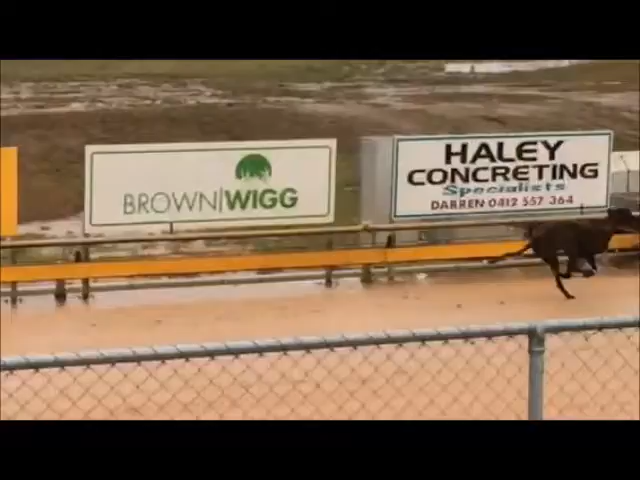 BROWN|WIGG
HALEY
CONCRETING
Specialists
DARREN 0412 557 364